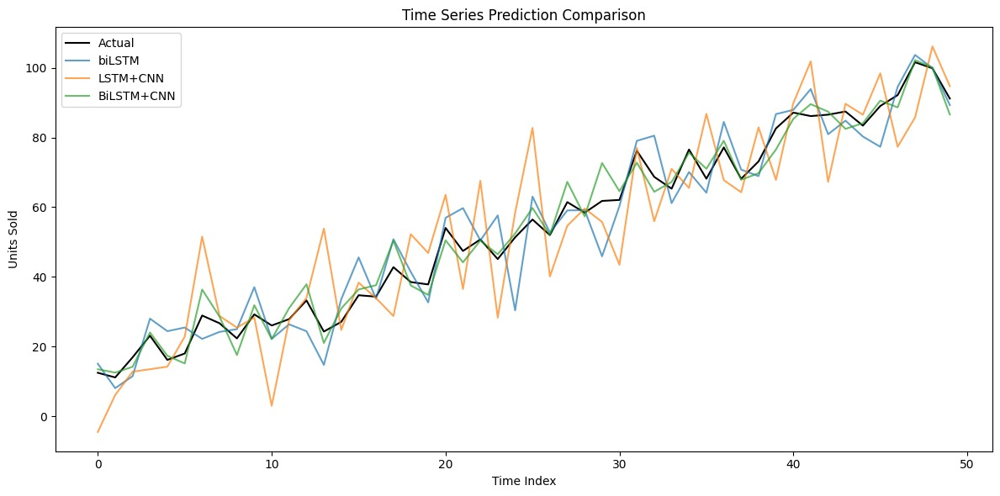 Time Series Prediction Comparison
Actual
biLSTM
LSTM+CNN
BiLSTM+CNN
Units Sold
100
80
60
40
20
0
0 10 20 30 40 50
Time Index